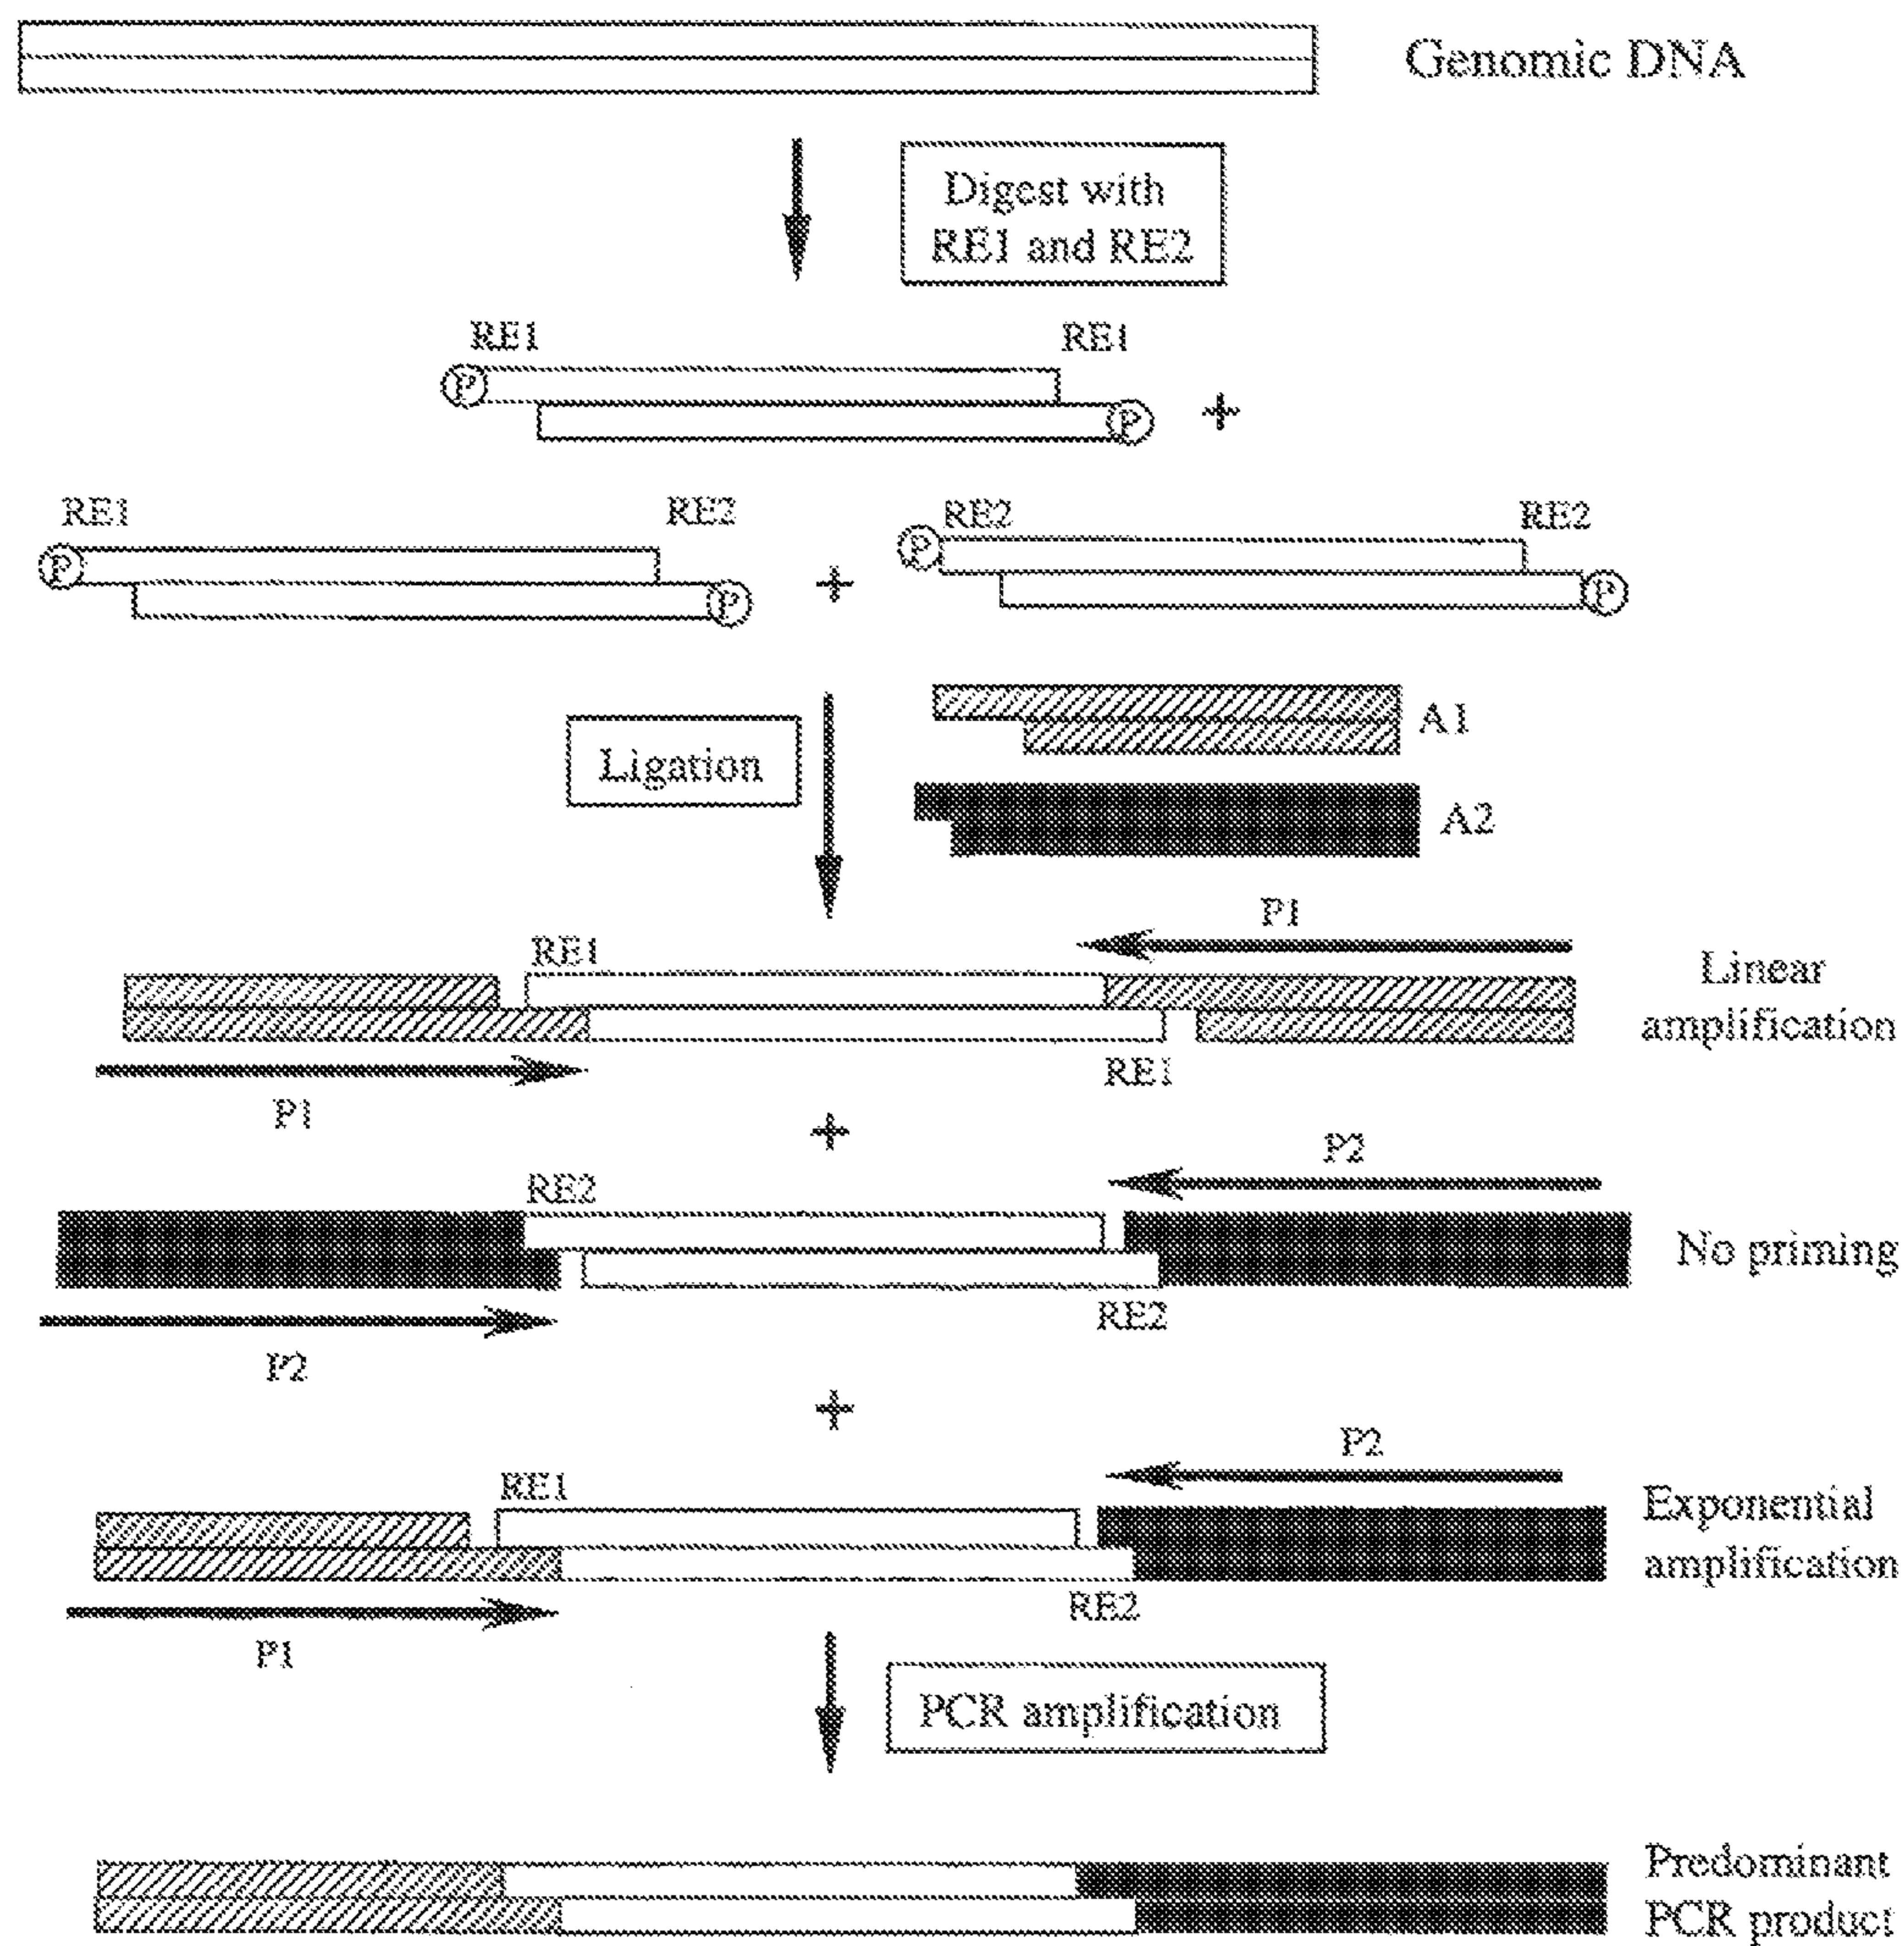 Genomic DNA
Digest with
RE1 and RE2
RE1 RE1
P
P
+
RE1 RE2
P
P
+
RE2 RE2
P
P
Ligation
A1
A2
P1
RE1
Linear
amplification
RE1
P1
+
P2
RE2
No priming
RE2
P2
+
P2
RE1
Exponential
amplification
RE2
P1
PCR amplification
Predominant
PCR product